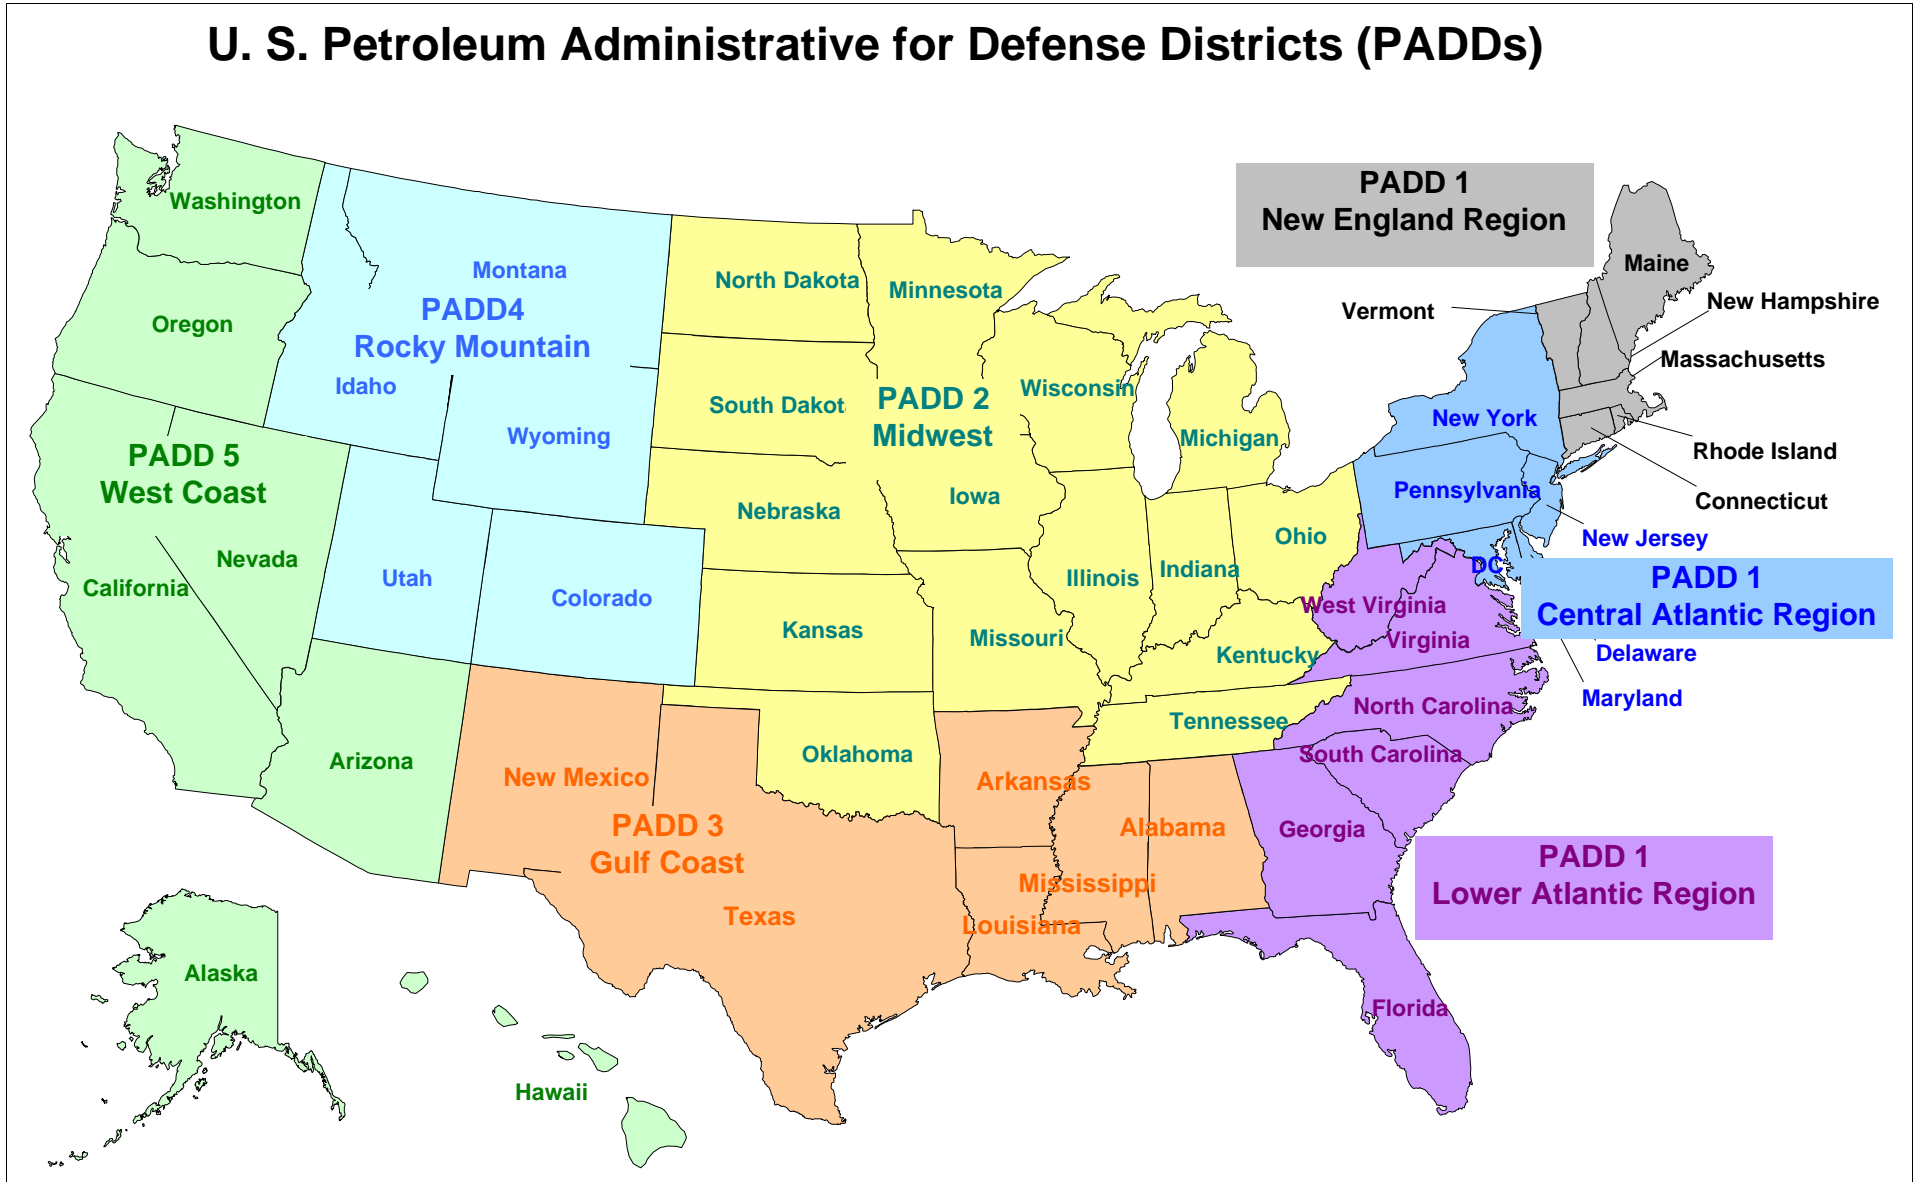 U. S. Petroleum Administrative for Defense Districts (PADDs)
PADD 1
New England Region
Washington
Maine
Montana
North Dakota
Minnesota
New Hampshire
PADD4
Vermont
Oregon
Rocky Mountain
Massachusetts
Idaho
Wisconsin
PADD 2
South Dakot
Midwest
New York
Wyoming
Michigan
Rhode Island
PADD 5
West Coast
Iowa
Pennsylvania
Connecticut
Nebraska
Ohio
New Jersey
Nevada
DC
Indiana
PADD 1
Central Atlantic Region
Utah
Illinois
California
Colorado
West Virginia
Kansas
Missouri
Virginia
Kentucky
Delaware
Maryland
North Carolina
Tennessee
Oklahoma
South Carolina
Arizona
New Mexico
Arkansas
PADD 3
Gulf Coast
Alabama
Georgia
PADD 1
Lower Atlantic Region
Mississippi
Texas
Louisiana
Alaska
Florida
Hawaii